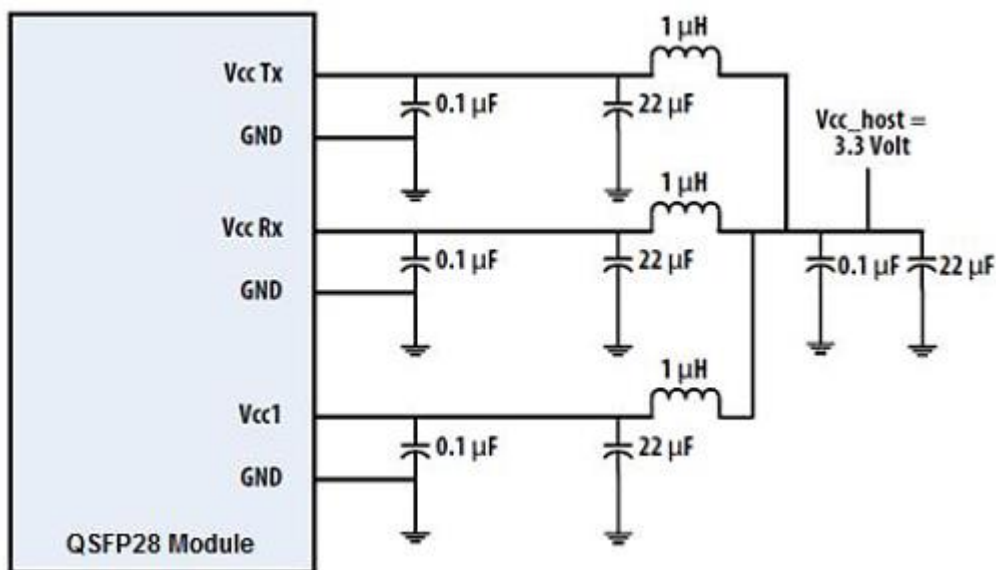 1 μH
Vcc Tx
0.1 μF
22 μF
GND
Vcc_host =
3.3 Volt
1 μH
Vcc Rx
0.1 μF
22 μF
0.1 μF
22 μF
GND
1 μH
Vcc1
0.1 μF
22 μF
GND
QSFP28 Module